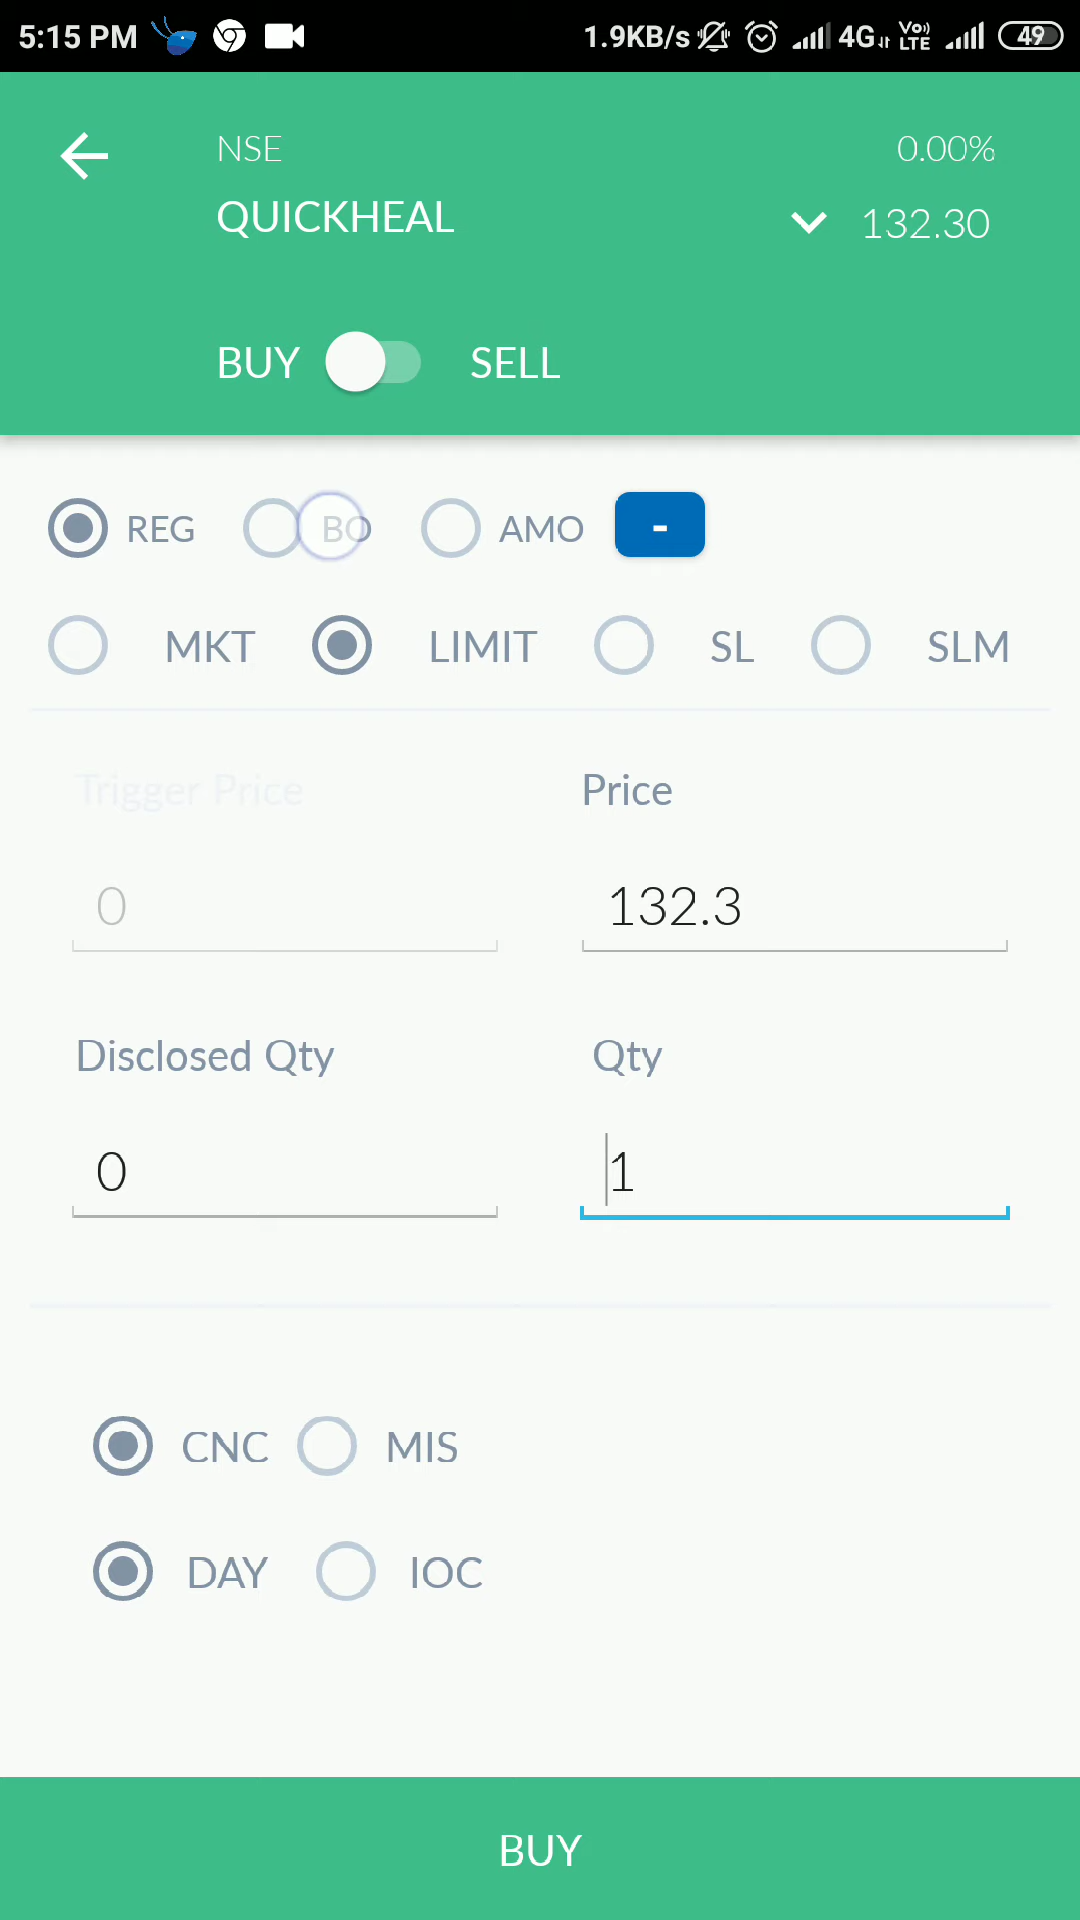 5:15 PM 1.9KB/s 4G VoLTE 49
NSE 0.00%
QUICKHEAL 132.30
BUY SELL
REG BO AMO -
MKT LIMIT SL SLM
Trigger Price Price
0 132.3
Disclosed Qty Qty
0 1
CNC MIS
DAY IOC
BUY